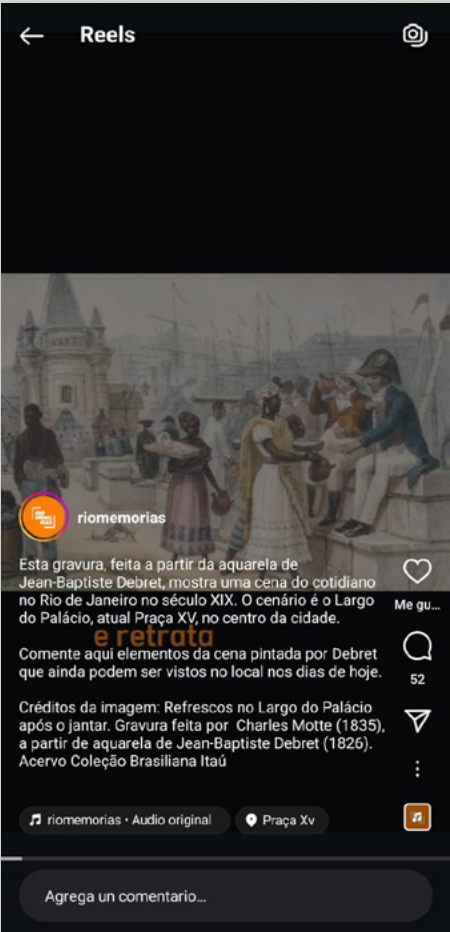 Reels
riomemorias
Esta gravura, feita a partir da aquarela de
Jean-Baptiste Debret, mostra uma cena do cotidiano
no Rio de Janeiro no século XIX. O cenário é o Largo
do Palácio, atual Praça XV, no centro da cidade.
e retrata
Comente aqui elementos da cena pintada por Debret
que ainda podem ser vistos no local nos dias de hoje.
Créditos da imagem: Refrescos no Largo do Palácio
após o jantar. Gravura feita por Charles Motte (1835),
a partir de aquarela de Jean-Baptiste Debret (1826).
Acervo Coleção Brasiliana Itaú
Me gu...
52
riomemorias • Audio original
Praça Xv
Agrega un comentario...